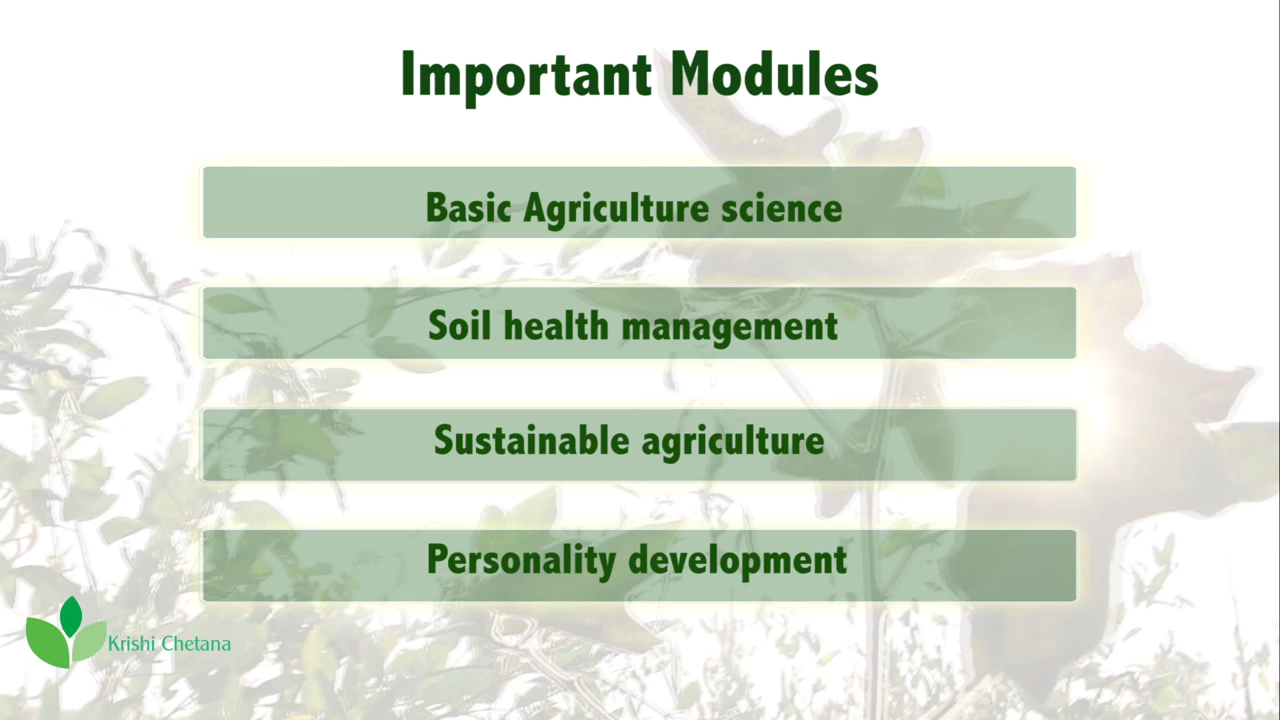 Important Modules
Basic Agriculture science
Soil health management
Sustainable agriculture
Personality development
Krishi Chetana